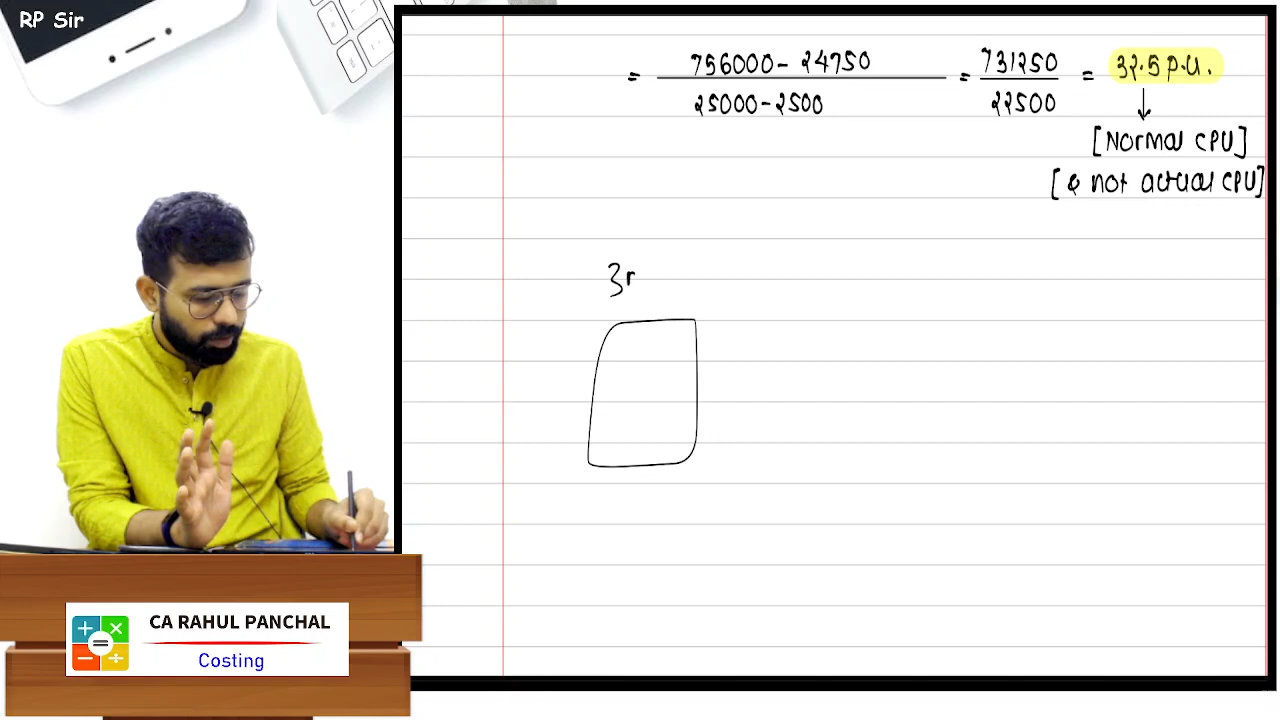 RP Sir
= 756000 - 24750 / 25000 - 2500 = 731250 / 22500 = 32.5 p.u.
↓
[Normal CPU]
[& not actual CPU]
3r
CA RAHUL PANCHAL
Costing